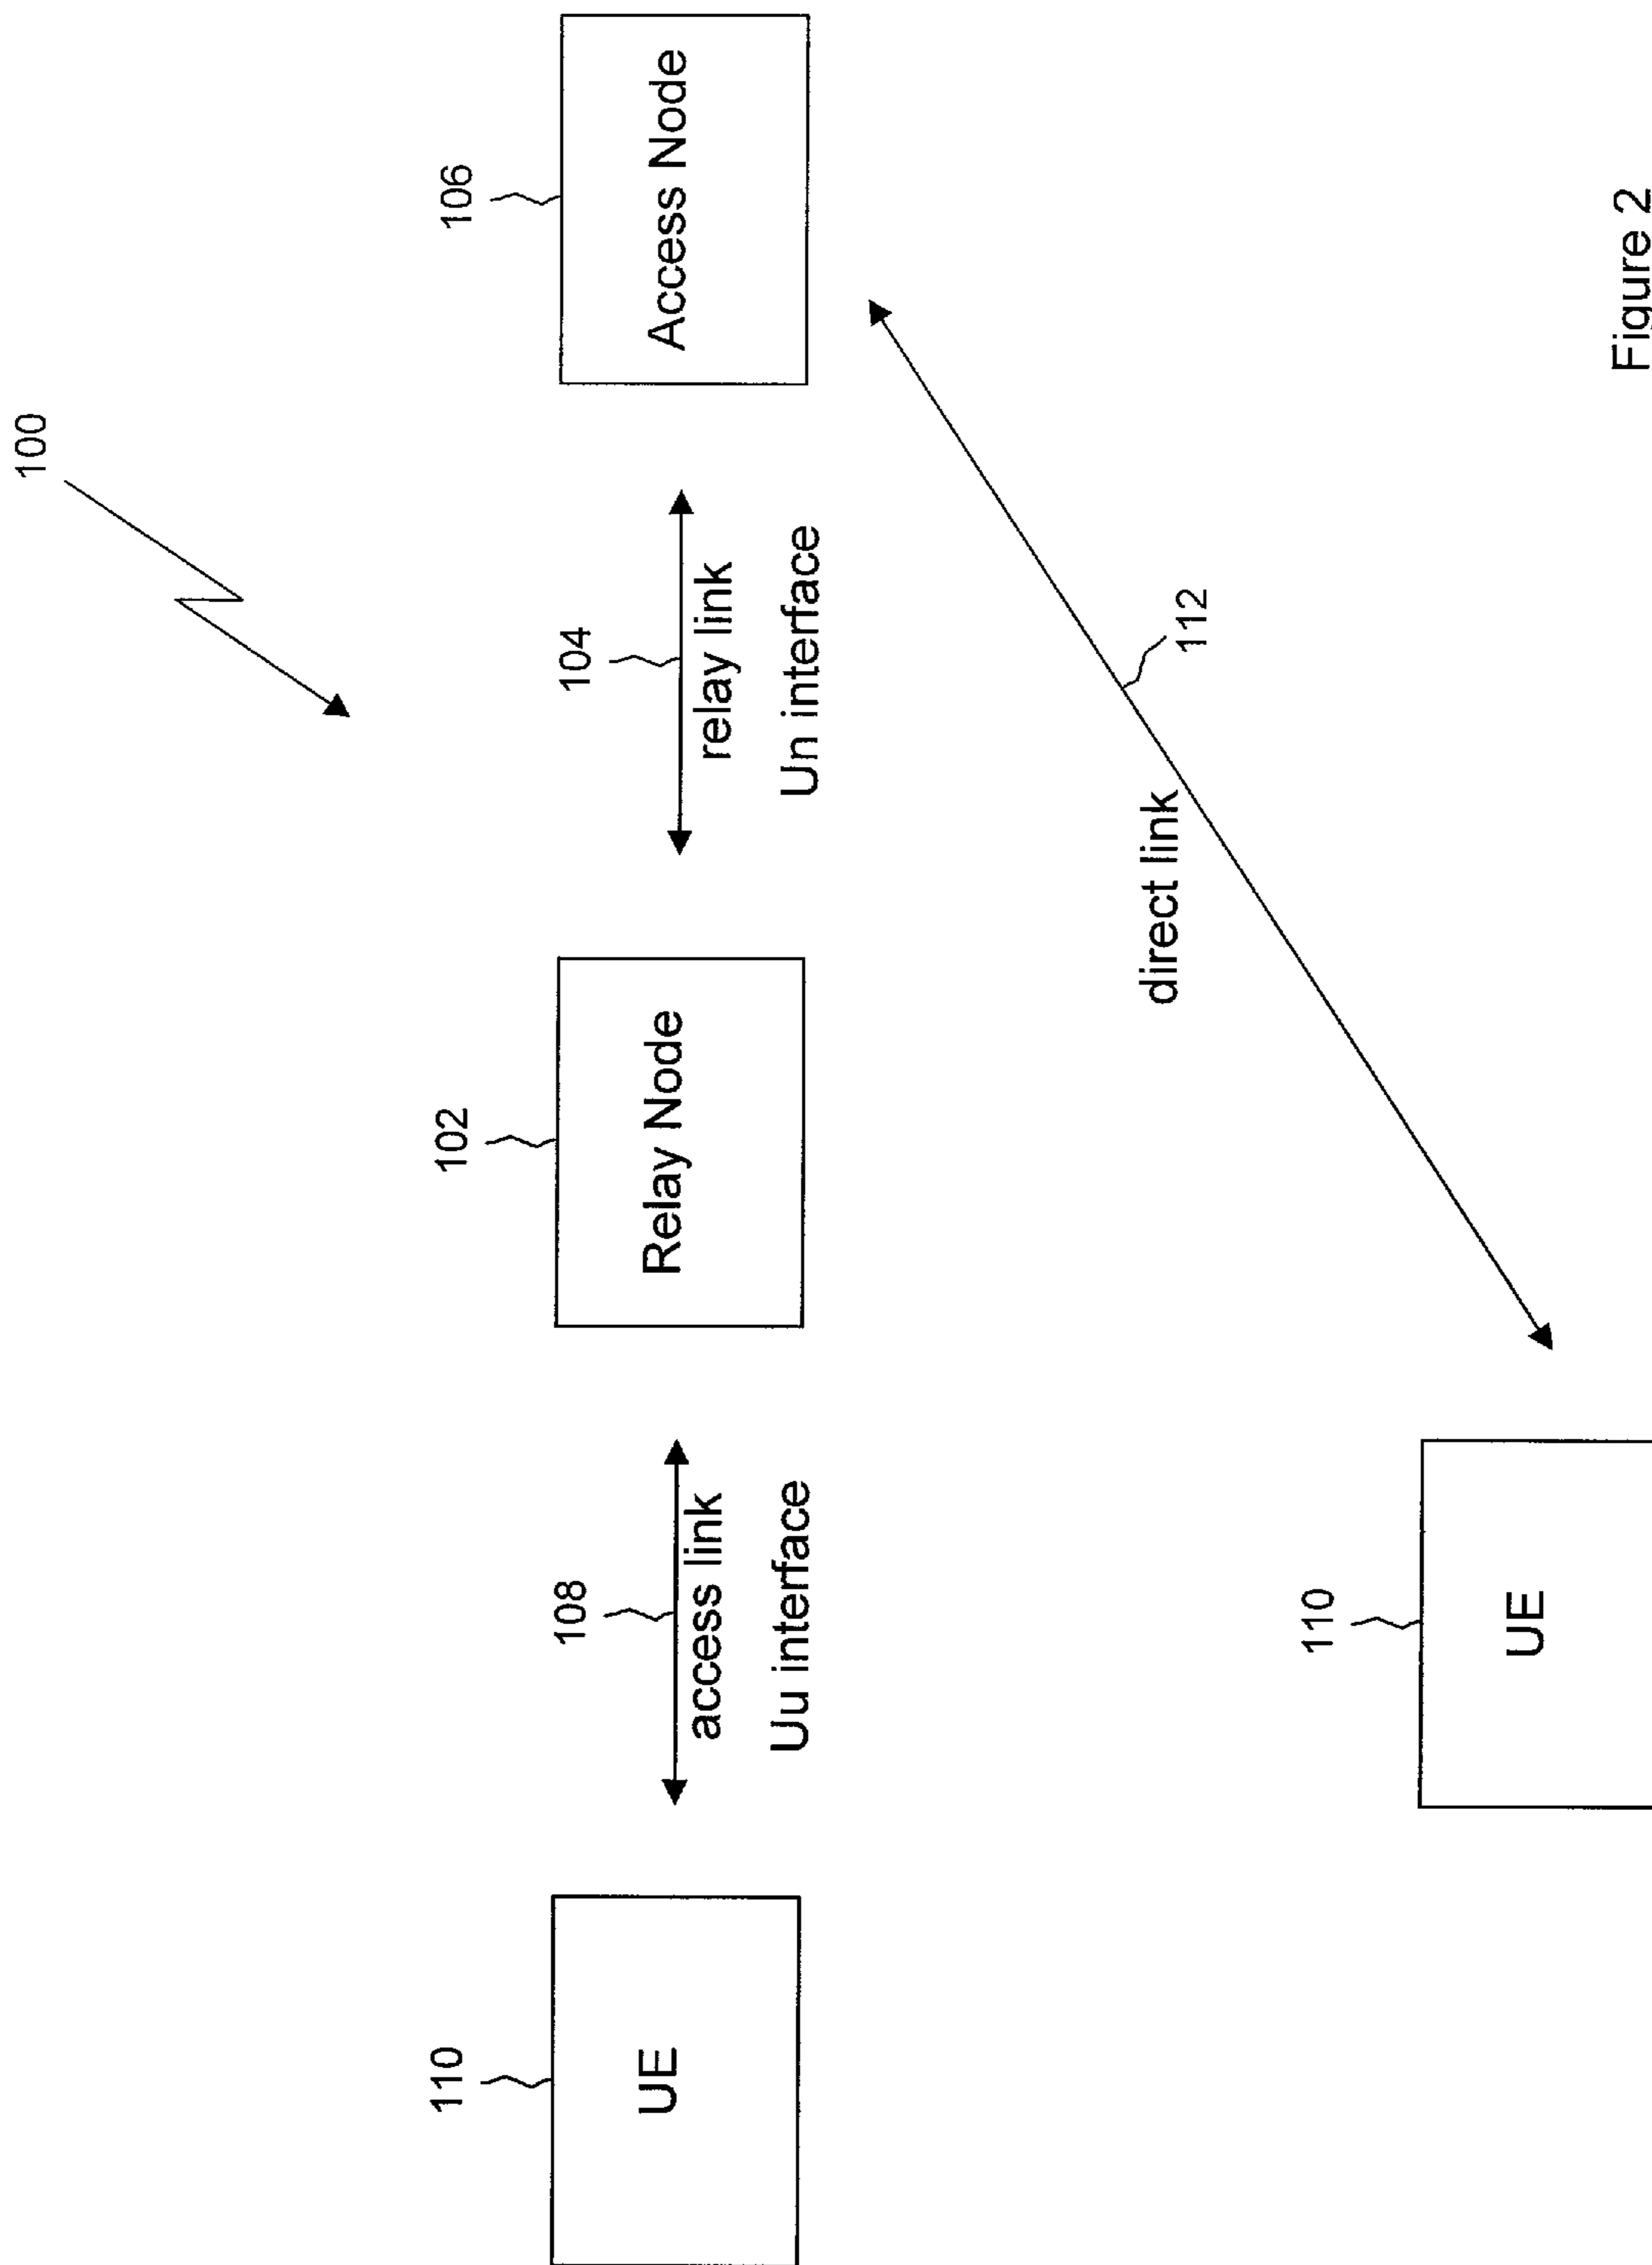 100
110
UE
108
access link
Uu interface
102
Relay Node
104
relay link
Un interface
106
Access Node
110
UE
direct link
112
Figure 2